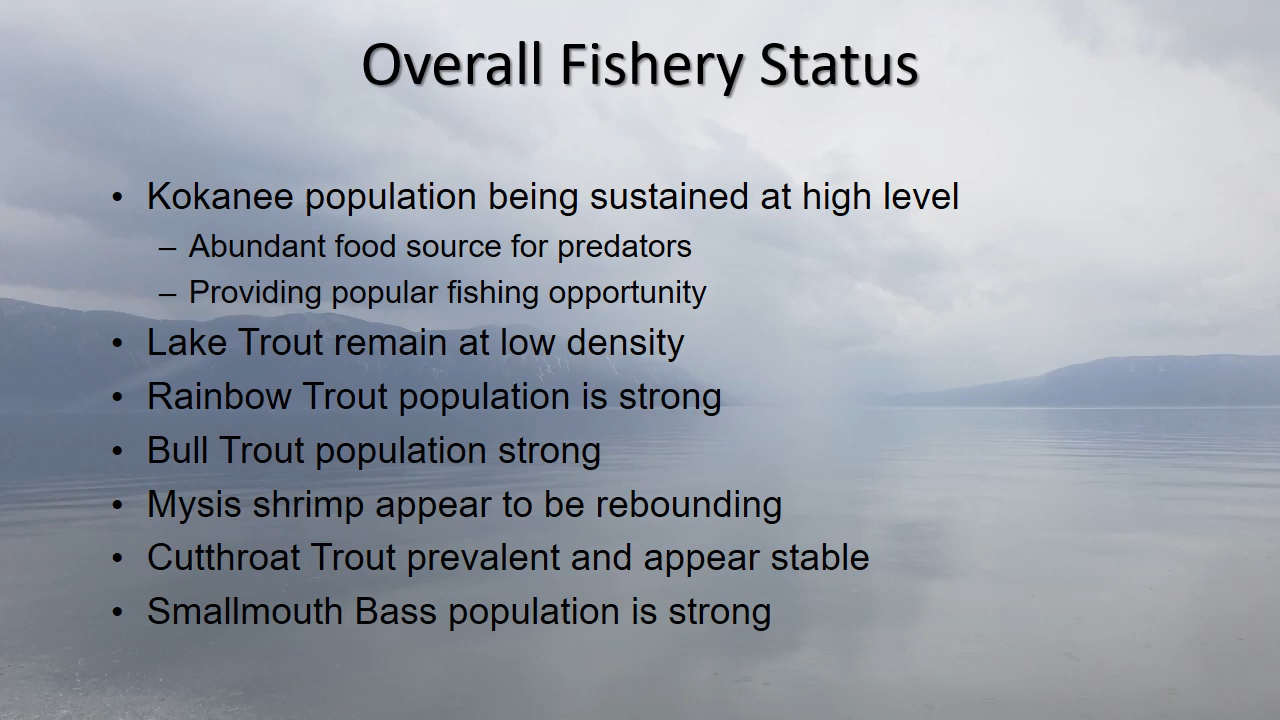 Overall Fishery Status
• Kokanee population being sustained at high level
– Abundant food source for predators
– Providing popular fishing opportunity
• Lake Trout remain at low density
• Rainbow Trout population is strong
• Bull Trout population strong
• Mysis shrimp appear to be rebounding
• Cutthroat Trout prevalent and appear stable
• Smallmouth Bass population is strong